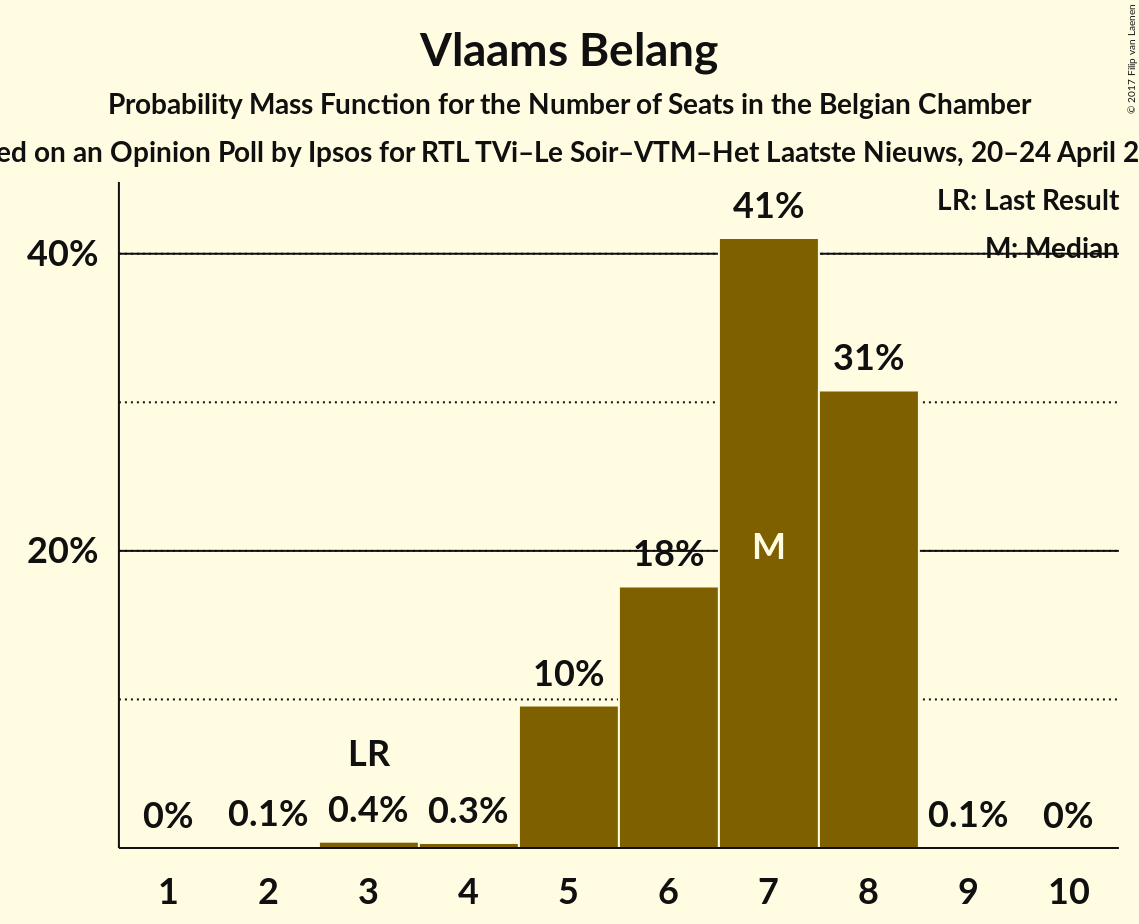 Vlaams Belang
Probability Mass Function for the Number of Seats in the Belgian Chamber
ed on an Opinion Poll by Ipsos for RTL TVi–Le Soir–VTM–Het Laatste Nieuws, 20–24 April 2
© 2017 Filip van Laenen
LR: Last Result
M: Median
40%
20%
0%
0.1%
LR
0.4%
0.3%
10%
18%
41%
M
31%
0.1%
0%
1 2 3 4 5 6 7 8 9 10